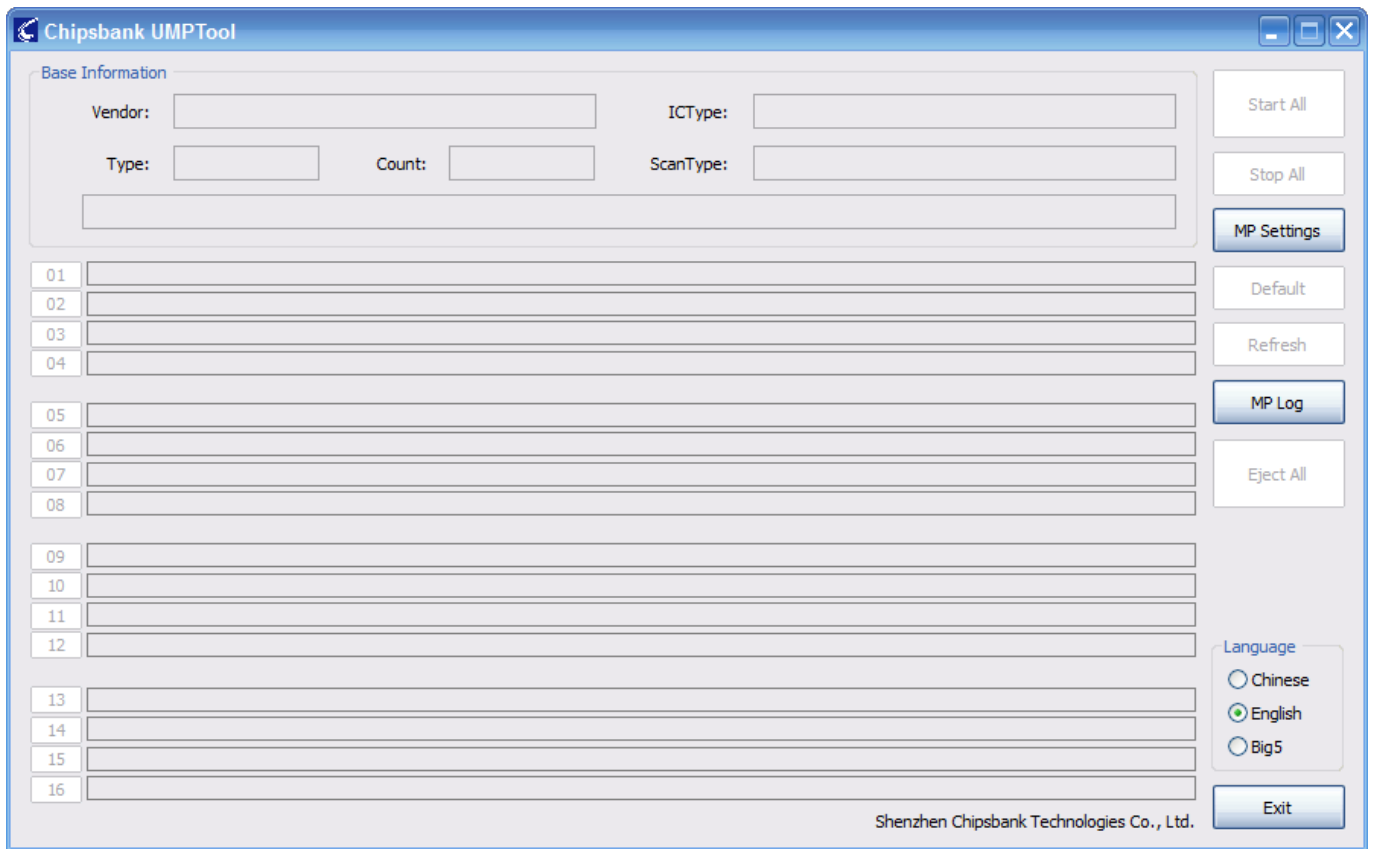 Chipsbank UMPTool
Base Information
Vendor: ICType:
Type: Count: ScanType:
Start All
Stop All
MP Settings
Default
Refresh
MP Log
Eject All
01
02
03
04
05
06
07
08
09
10
11
12
13
14
15
16
Language
Chinese
English
Big5
Exit
Shenzhen Chipsbank Technologies Co., Ltd.